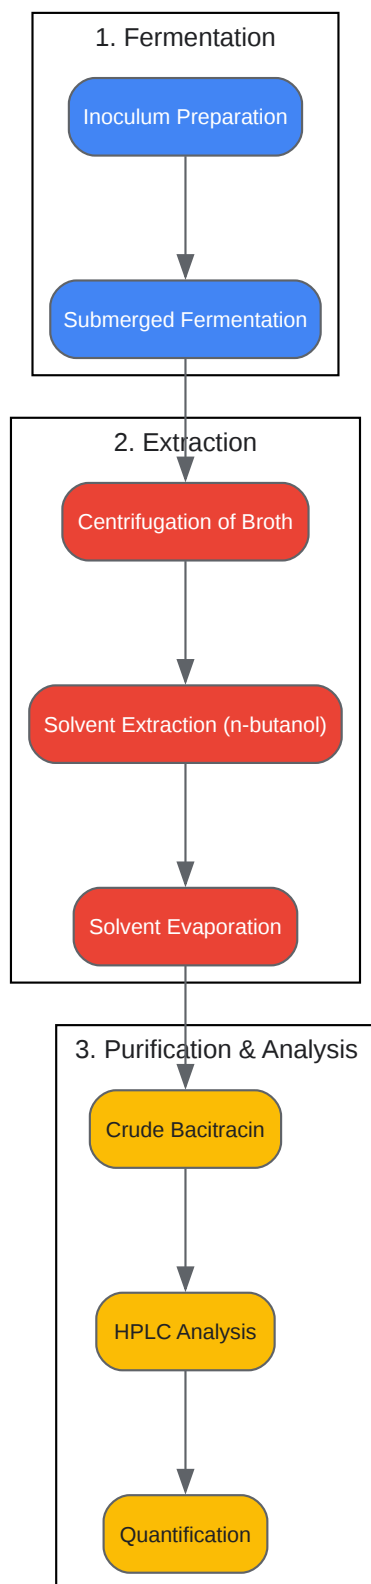 1. Fermentation
Inoculum Preparation
Submerged Fermentation
2. Extraction
Centrifugation of Broth
Solvent Extraction (n-butanol)
Solvent Evaporation
3. Purification & Analysis
Crude Bacitracin
HPLC Analysis
Quantification